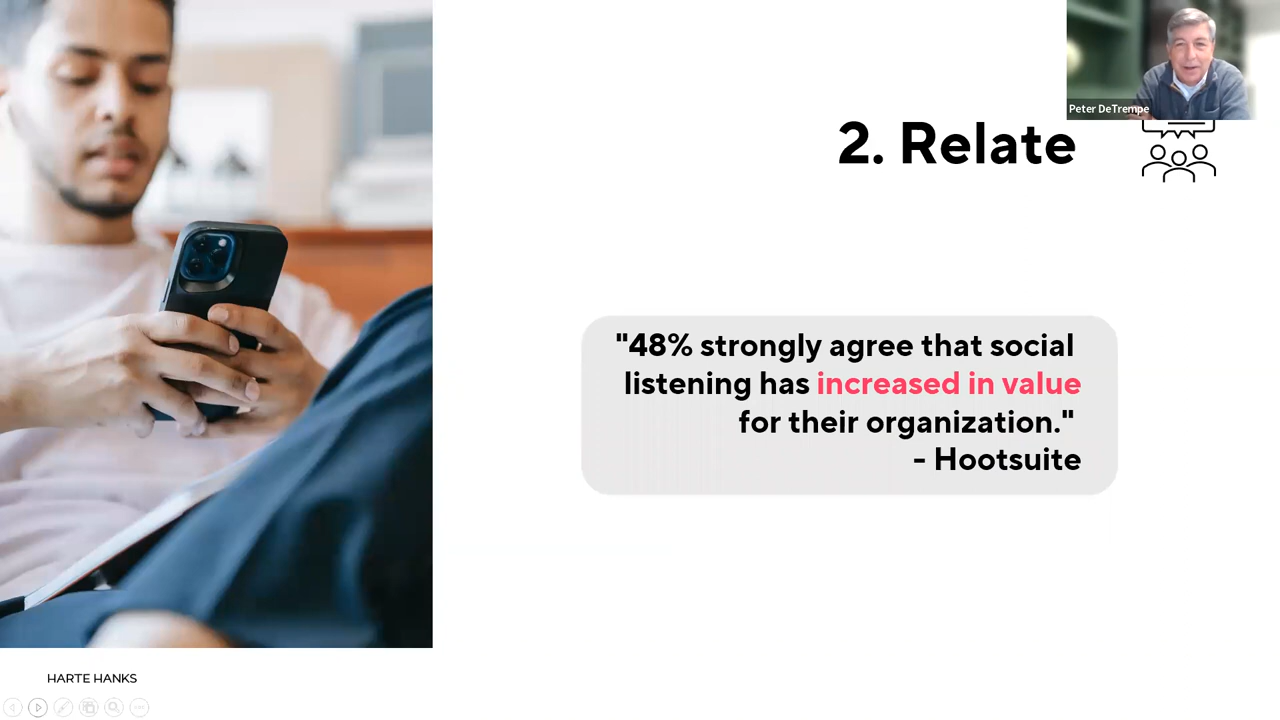 Peter DeTrempe
2. Relate
"48% strongly agree that social
listening has increased in value
for their organization."
- Hootsuite
HARTE HANKS